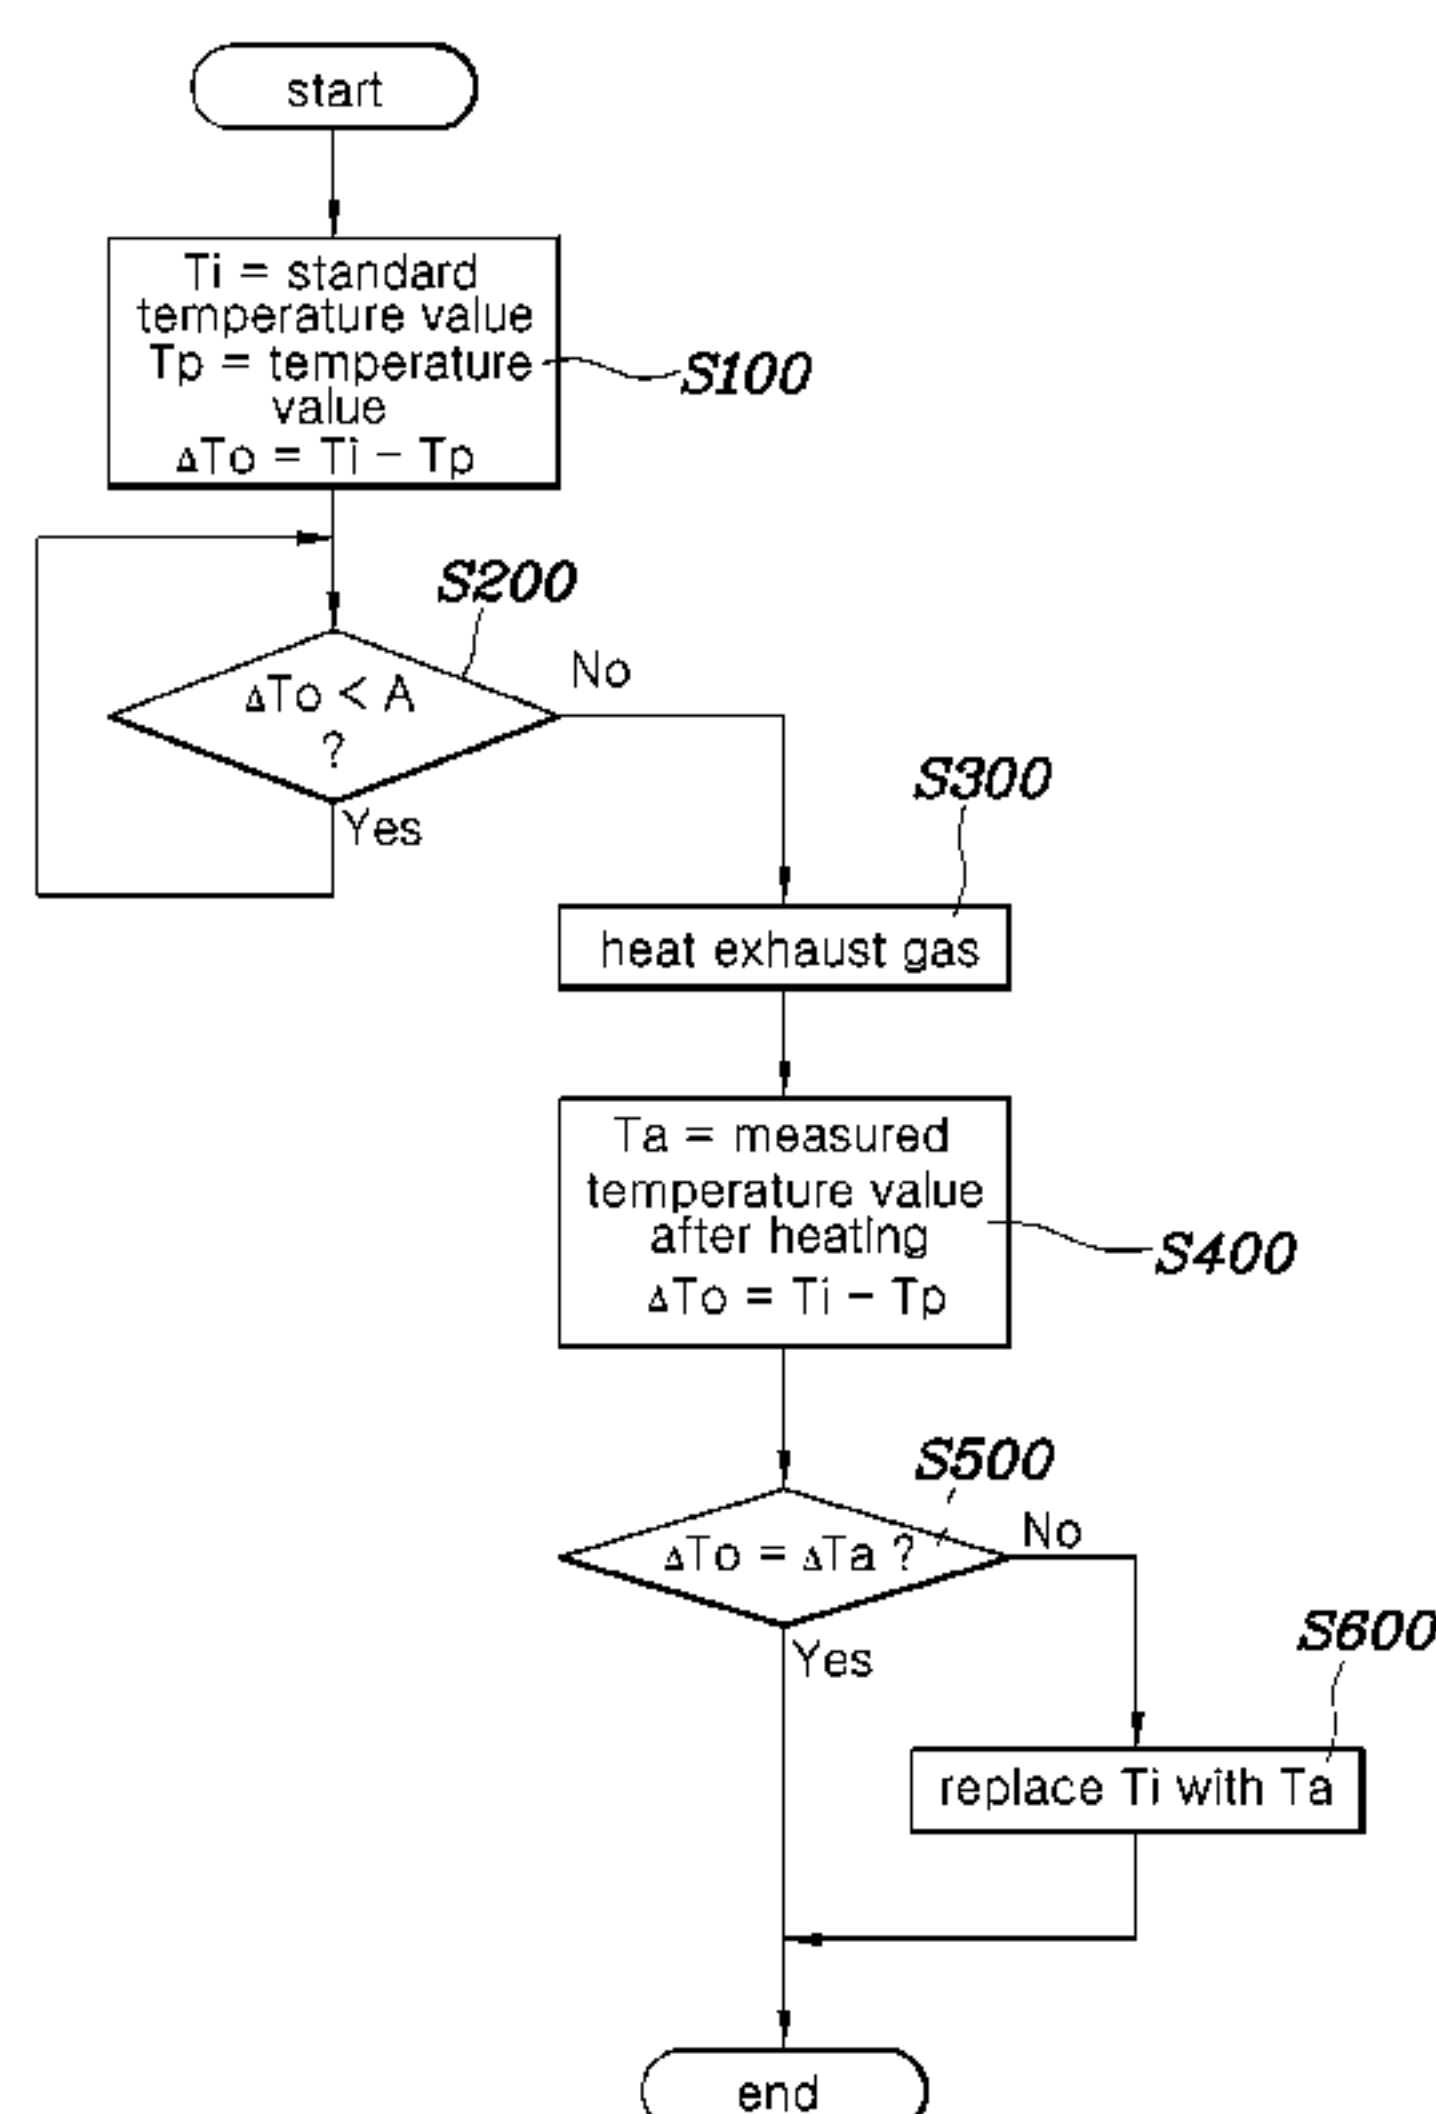 start
Ti = standard
temperature value
Tp = temperature
value
ΔTo = Ti - Tp
S100
S200
ΔTo < A
?
No
Yes
S300
heat exhaust gas
Ta = measured
temperature value
after heating
ΔTo = Ti - Tp
S400
S500
ΔTo = ΔTa ?
No
Yes
S600
replace Ti with Ta
end